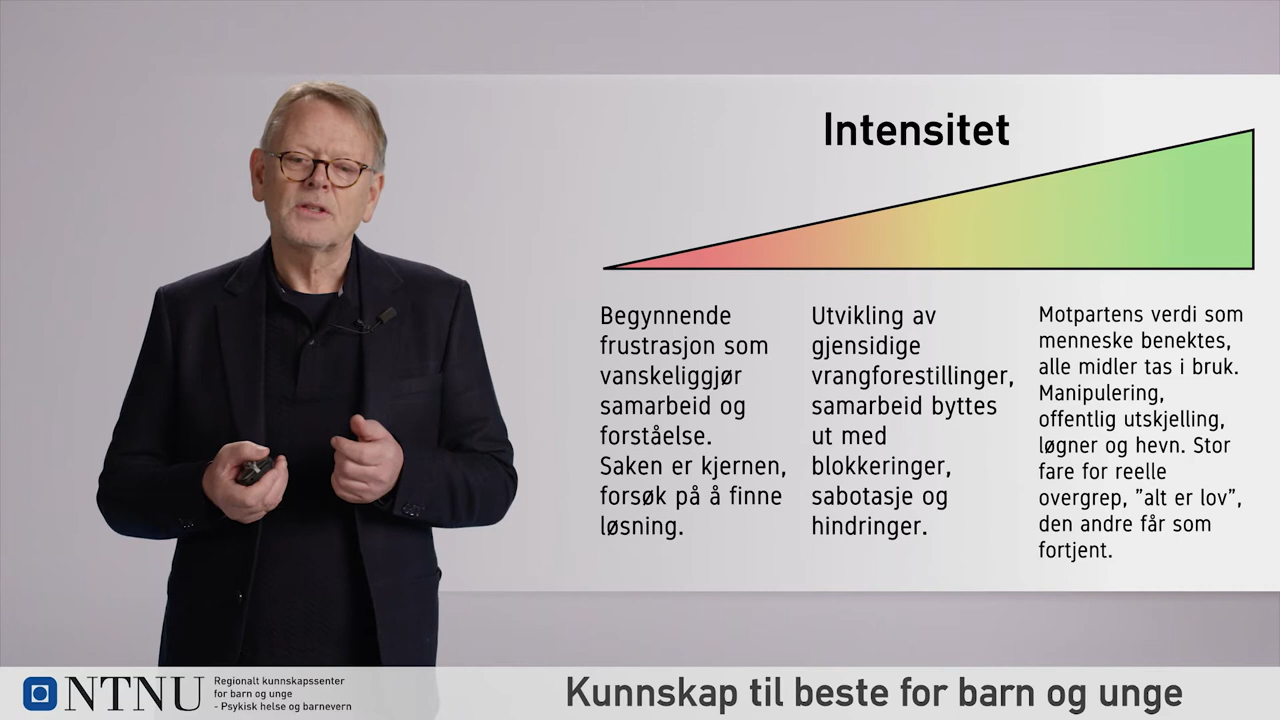 Intensitet
Begynnende
frustrasjon som
vanskeliggjør
samarbeid og
forståelse.
Saken er kjernen,
forsøk på å finne
løsning.
Utvikling av
gjensidige
vrangforestillinger,
samarbeid byttes
ut med
blokkeringer,
sabotasje og
hindringer.
Motpartens verdi som
menneske benektes,
alle midler tas i bruk.
Manipulering,
offentlig utskjelling,
løgner og hevn. Stor
fare for reelle
overgrep, ”alt er lov”,
den andre får som
fortjent.
NTNU
Regionalt kunnskapssenter
for barn og unge
- Psykisk helse og barnevern
Kunnskap til beste for barn og unge